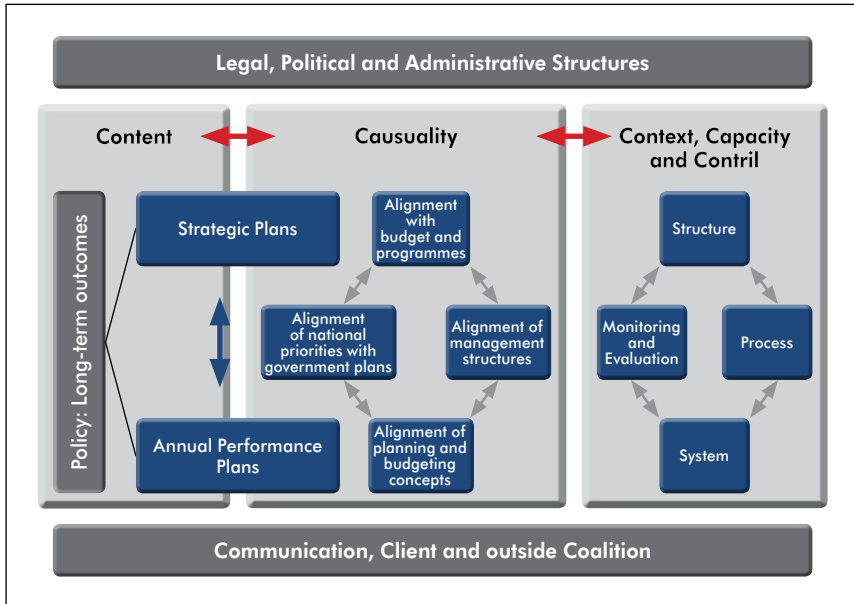 Legal, Political and Administrative Structures
Content
Causuality
Context, Capacity
and Contril
Policy: Long-term outcomes
Strategic Plans
Annual Performance
Plans
Alignment
with
budget and
programmes
Alignment
of national
priorities with
government plans
Alignment of
management
structures
Alignment of
planning and
budgeting
concepts
Structure
Monitoring
and
Evaluation
Process
System
Communication, Client and outside Coalition